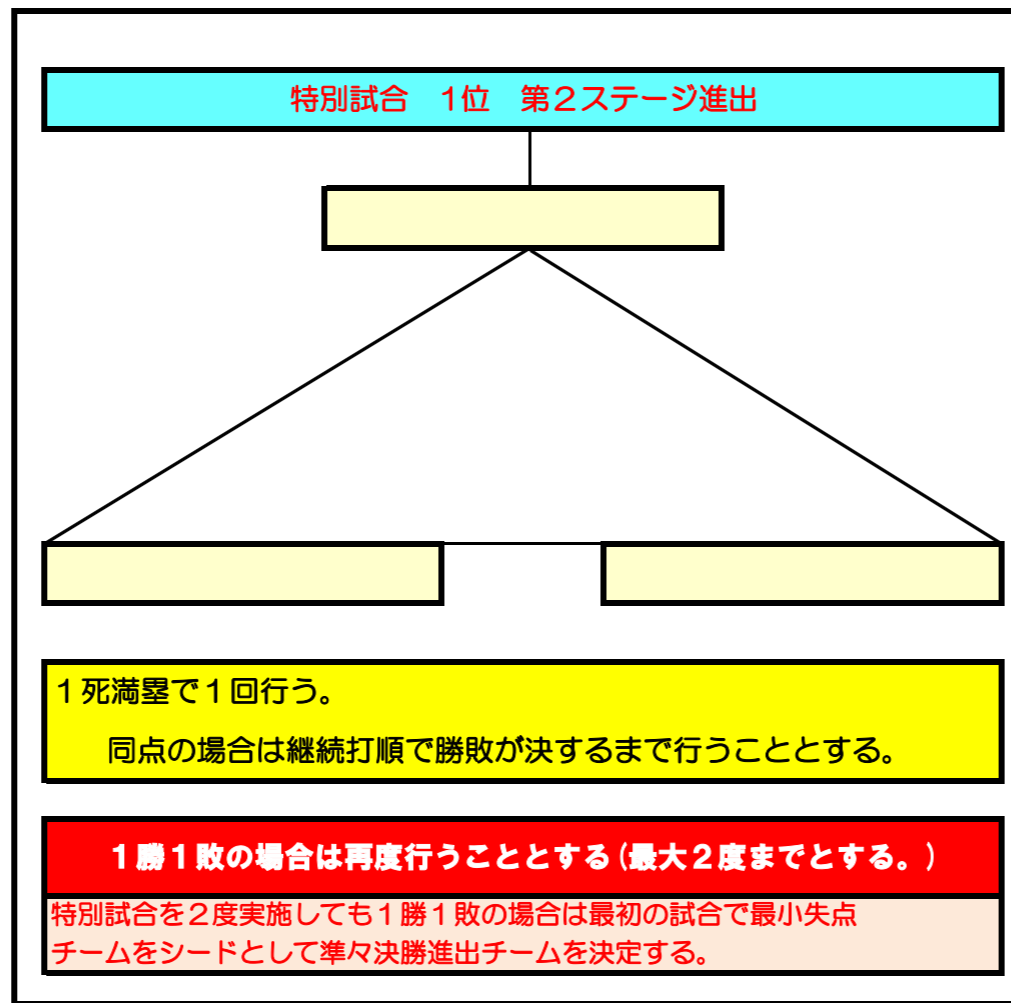 特別試合　1位　第２ステージ進出
１死満塁で１回行う。
同点の場合は継続打順で勝敗が決するまで行うこととする。
１勝１敗の場合は再度行うこととする(最大２度までとする。)
特別試合を２度実施しても１勝１敗の場合は最初の試合で最小失点
チームをシードとして準々決勝進出チームを決定する。